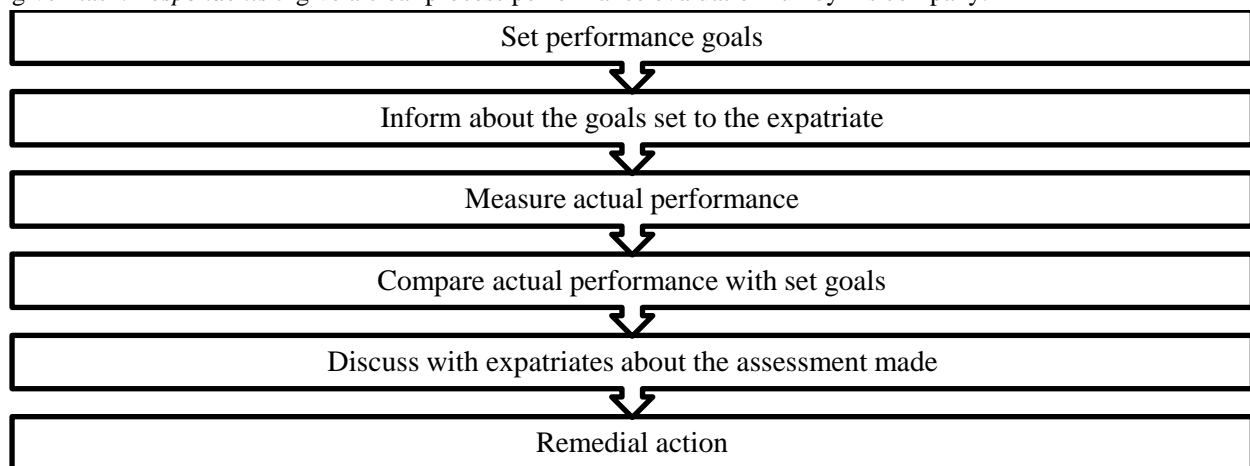 Set performance goals
Inform about the goals set to the expatriate
Measure actual performance
Compare actual performance with set goals
Discuss with expatriates about the assessment made
Remedial action